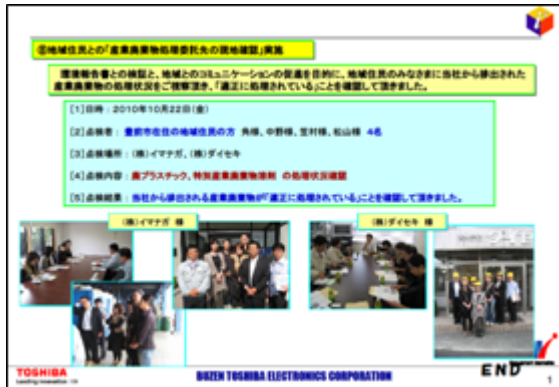 ⑧地域住民との「産業廃棄物処理委託先の現地確認」実施
環境報告書との検証と、地域とのコミュニケーションの促進を目的に、地域住民のみなさまに当社から排出された
産業廃棄物の処理状況をご視察頂き、「適正に処理されている」ことを確認して頂きました。
[1]日時：2010年10月22日(金)
[2]点検者：豊前市在住の地域住民の方 角様、中野様、笠村様、松山様 4名
[3]点検場所：(株)イマナガ、(株)ダイセキ
[4]点検内容：廃プラスチック、特別産業廃棄物溶剤 の処理状況確認
[5]点検結果：当社から排出される産業廃棄物が「適正に処理されている」ことを確認して頂きました。
(株)イマナガ 様
(株)ダイセキ 様
TOSHIBA
Leading Innovation
BUZEN TOSHIBA ELECTRONICS CORPORATION
END
1